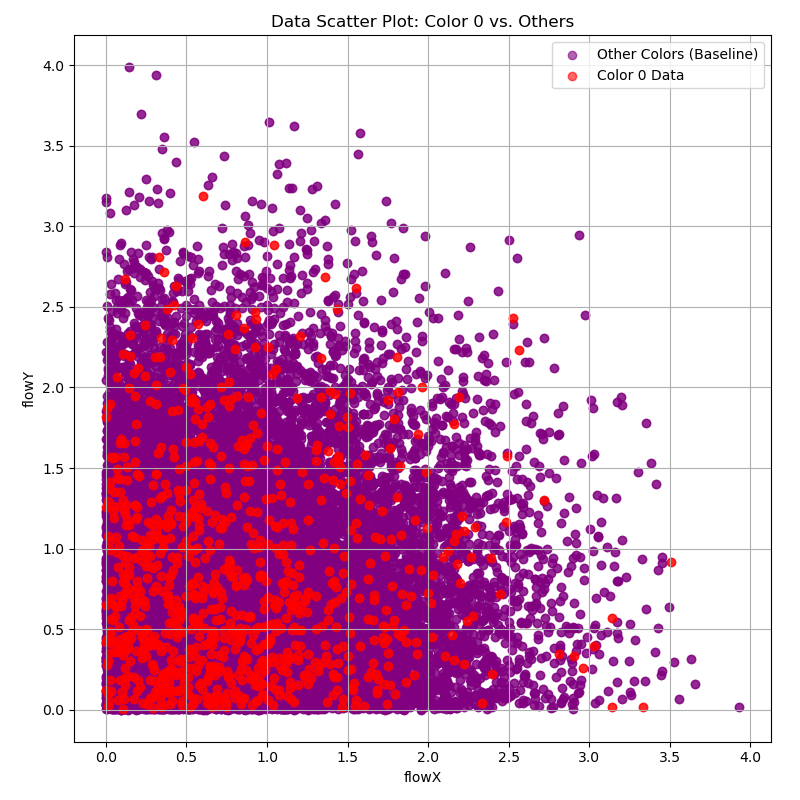 Data Scatter Plot: Color 0 vs. Others
Other Colors (Baseline)
Color 0 Data
flowY
4.0
3.5
3.0
2.5
2.0
1.5
1.0
0.5
0.0
0.0 0.5 1.0 1.5 2.0 2.5 3.0 3.5 4.0
flowX